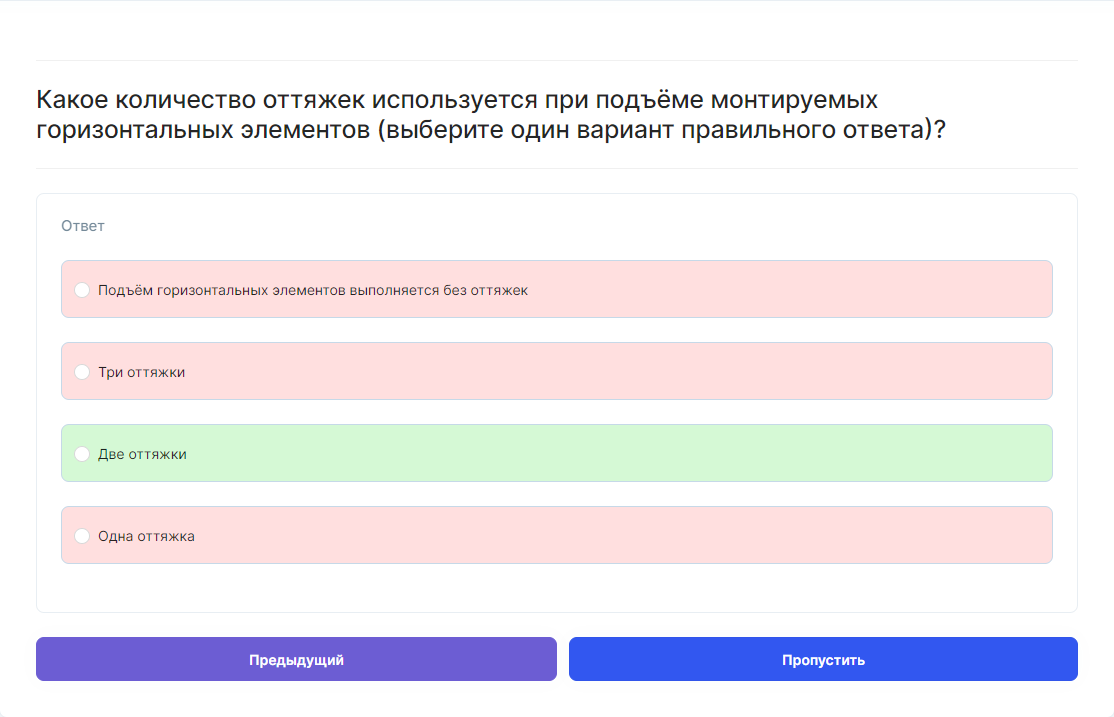 Какое количество оттяжек используется при подъёме монтируемых
горизонтальных элементов (выберите один вариант правильного ответа)?
Ответ
Подъём горизонтальных элементов выполняется без оттяжек
Три оттяжки
Две оттяжки
Одна оттяжка
Предыдущий
Пропустить